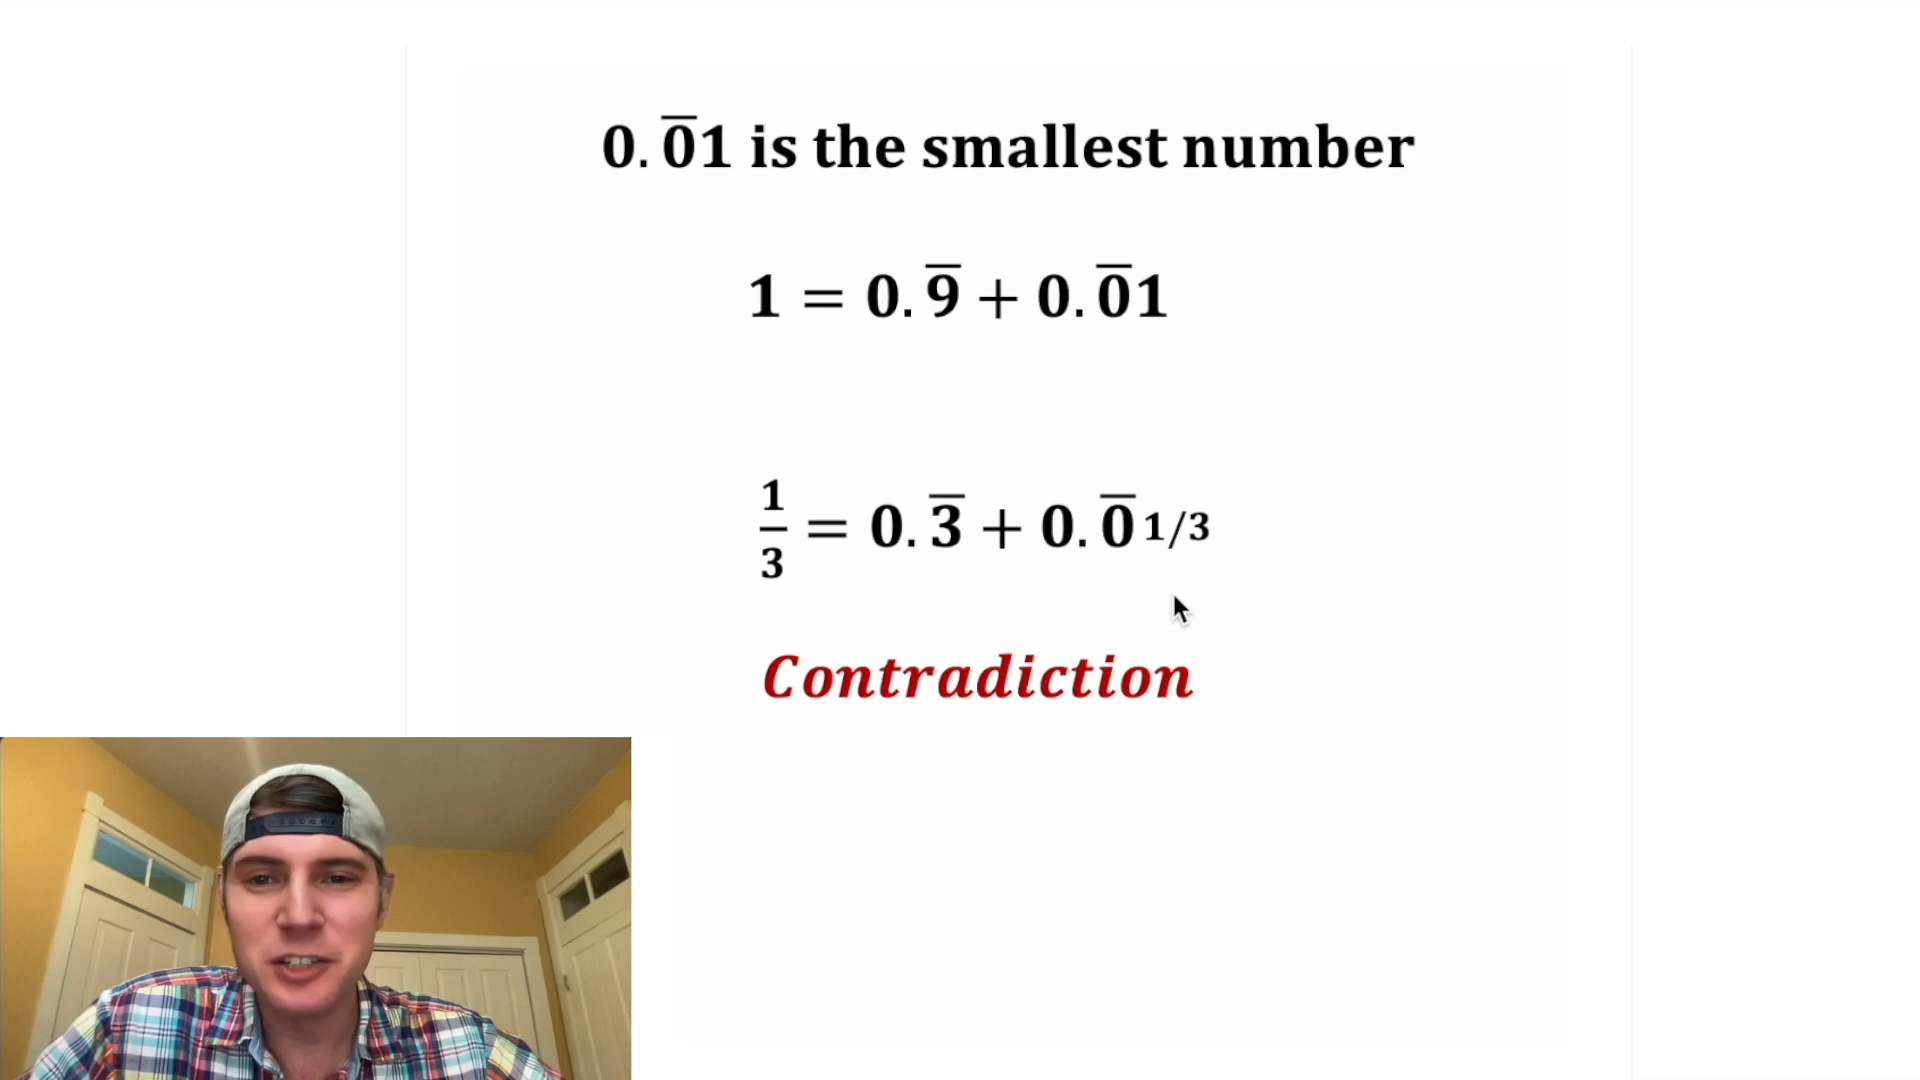 0.0̅1 is the smallest number
1 = 0.9̅ + 0.0̅1
1/3 = 0.3̅ + 0.0̅ 1/3
Contradiction